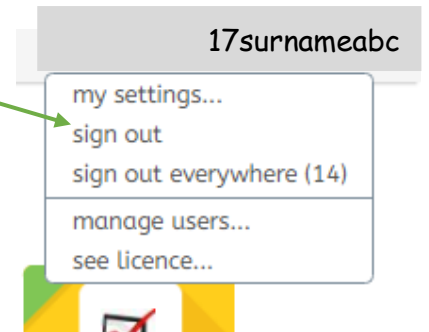 17surnameabc
my settings...
sign out
sign out everywhere (14)
manage users...
see licence...